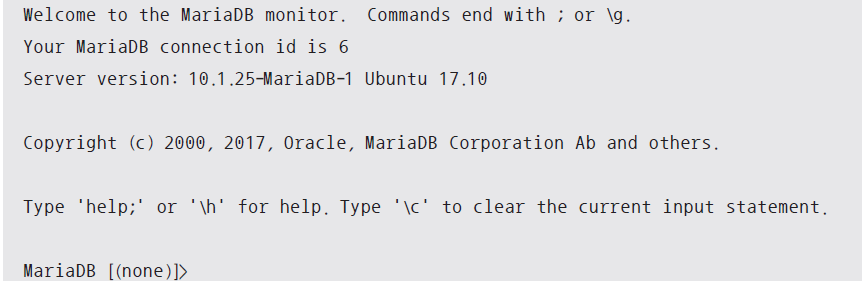 Welcome to the MariaDB monitor.  Commands end with ; or \g.
Your MariaDB connection id is 6
Server version: 10.1.25-MariaDB-1 Ubuntu 17.10
Copyright (c) 2000, 2017, Oracle, MariaDB Corporation Ab and others.
Type 'help;' or '\h' for help. Type '\c' to clear the current input statement.
MariaDB [(none)]>